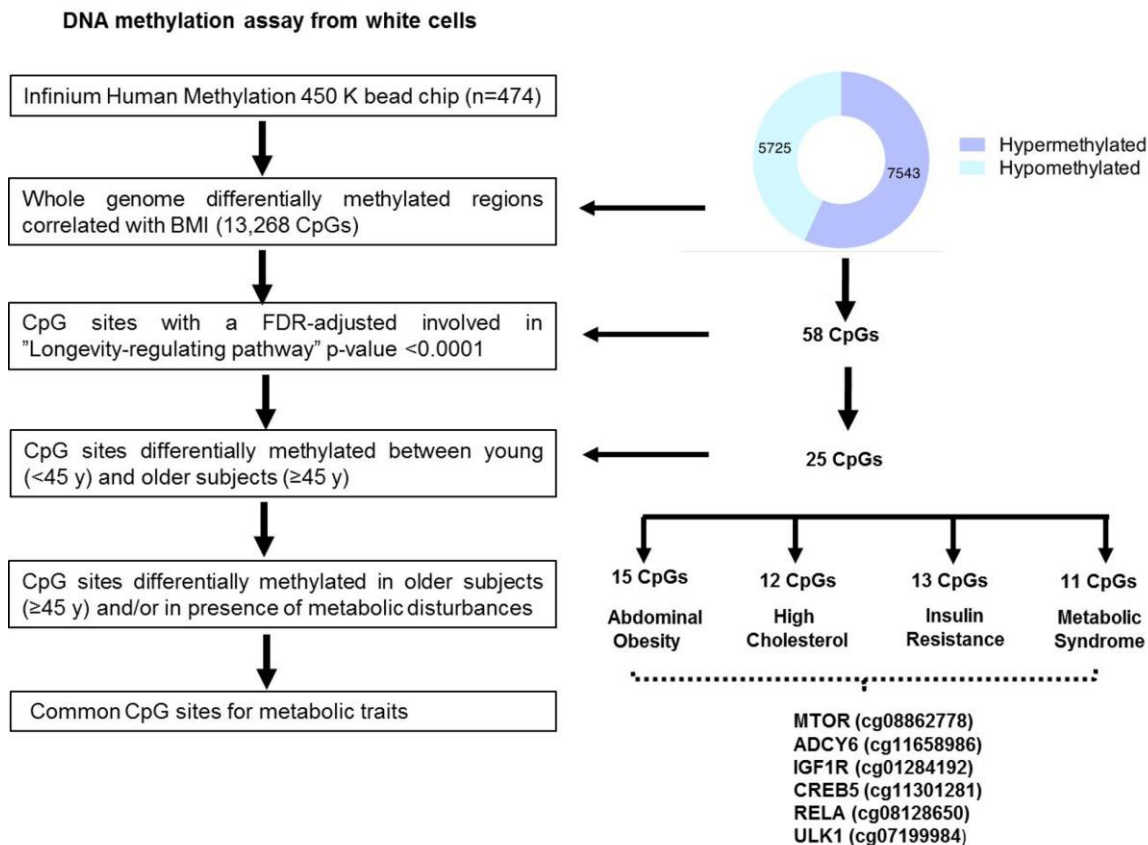 DNA methylation assay from white cells
Infinium Human Methylation 450 K bead chip (n=474)
Whole genome differentially methylated regions
correlated with BMI (13,268 CpGs)
CpG sites with a FDR-adjusted involved in
”Longevity-regulating pathway” p-value <0.0001
CpG sites differentially methylated between young
(<45 y) and older subjects (≥45 y)
CpG sites differentially methylated in older subjects
(≥45 y) and/or in presence of metabolic disturbances
Common CpG sites for metabolic traits
5725
7543
Hypermethylated
Hypomethylated
58 CpGs
25 CpGs
15 CpGs
Abdominal
Obesity
12 CpGs
High
Cholesterol
13 CpGs
Insulin
Resistance
11 CpGs
Metabolic
Syndrome
MTOR (cg08862778)
ADCY6 (cg11658986)
IGF1R (cg01284192)
CREB5 (cg11301281)
RELA (cg08128650)
ULK1 (cg07199984)